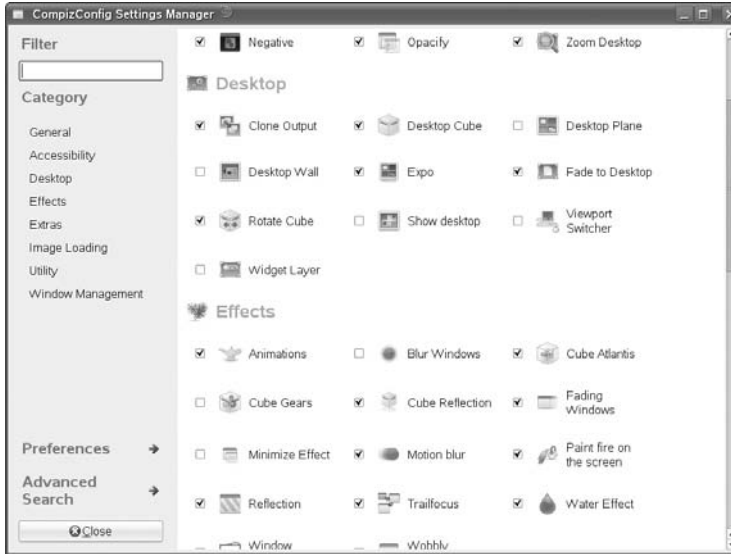 CompizConfig Settings Manager
Filter
Category
General
Accessibility
Desktop
Effects
Extras
Image Loading
Utility
Window Management
Preferences
Advanced
Search
Close
Negative
Opacify
Zoom Desktop
Desktop
Clone Output
Desktop Cube
Desktop Plane
Desktop Wall
Expo
Fade to Desktop
Rotate Cube
Show desktop
Viewport
Switcher
Widget Layer
Effects
Animations
Blur Windows
Cube Atlantis
Cube Gears
Cube Reflection
Fading
Windows
Minimize Effect
Motion blur
Paint fire on
the screen
Reflection
Trailfocus
Water Effect
Window
Wobbly